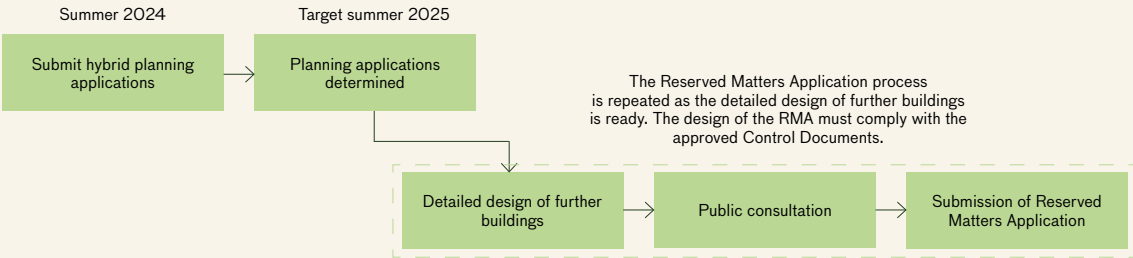 Summer 2024
Target summer 2025
Submit hybrid planning
applications
Planning applications
determined
The Reserved Matters Application process
is repeated as the detailed design of further buildings
is ready. The design of the RMA must comply with the
approved Control Documents.
Detailed design of further
buildings
Public consultation
Submission of Reserved
Matters Application